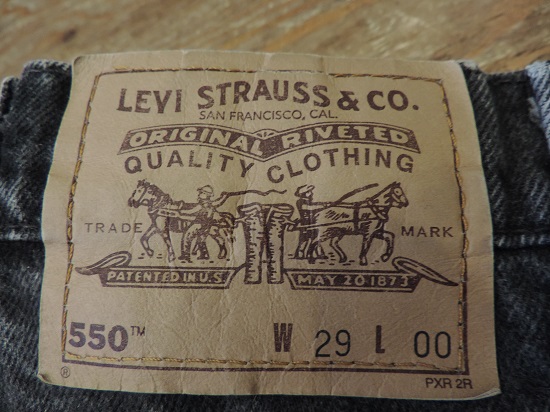 LEVI STRAUSS & CO.
SAN FRANCISCO, CAL.
ORIGINAL RIVETED
QUALITY CLOTHING
TRADE MARK
PATENTED IN U.S MAY 20 1873
550™ W 29 L 00
® PXR 2R